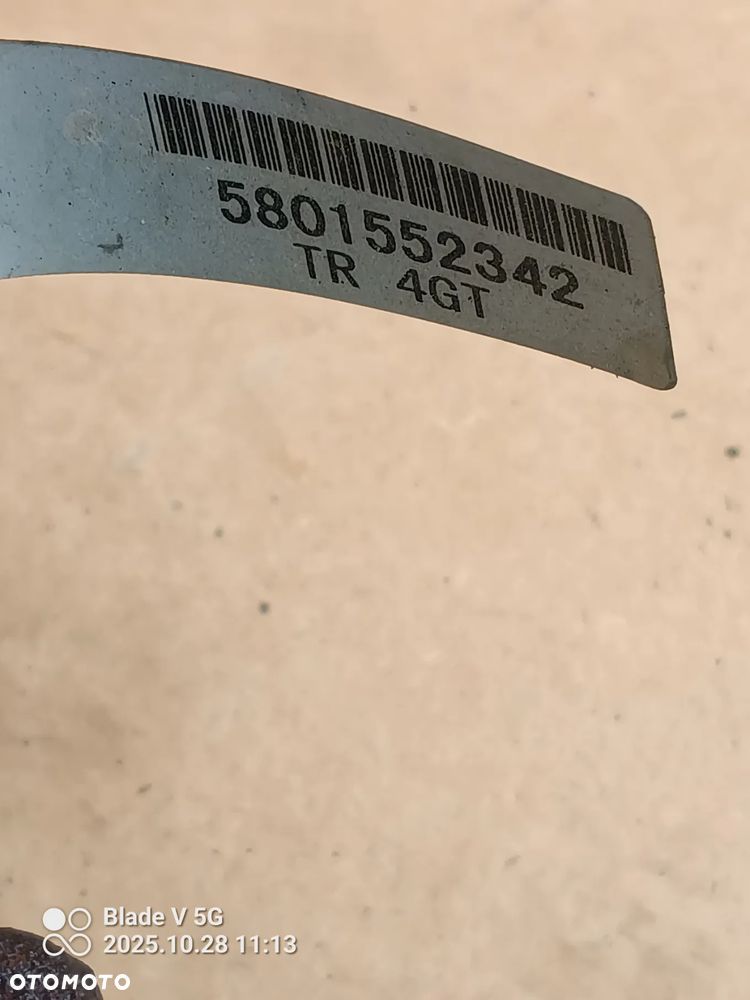 5801552342
TR 4GT
Blade V 5G
2025.10.28 11:13
OTOMOTO